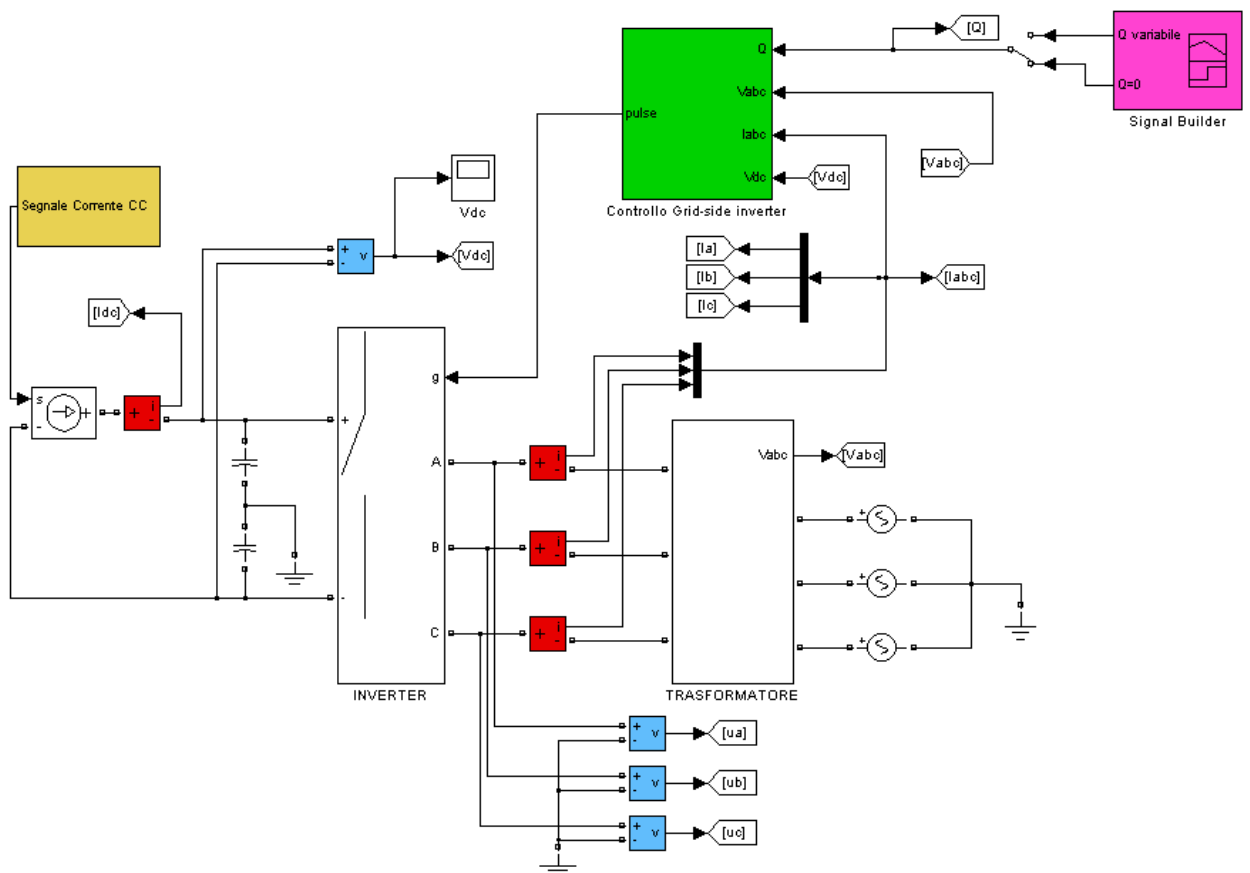 [Q]
Q variabile
Q=0
Signal Builder
Q
Vabc
pulse
Iabc
Vdc
[Vabc]
[Vdc]
Controllo Grid-side inverter
Segnale Corrente CC
Vdc
+
-
v
[Vdc]
[Ia]
[Ib]
[Ic]
[Iabc]
[Idc]
s
+
-
+
i
-
g
+
A
B
C
-
INVERTER
+
i
-
+
i
-
+
i
-
Vabc
[Vabc]
+
-
+
-
+
-
TRASFORMATORE
+
-
v
[ua]
+
-
v
[ub]
+
-
v
[uc]